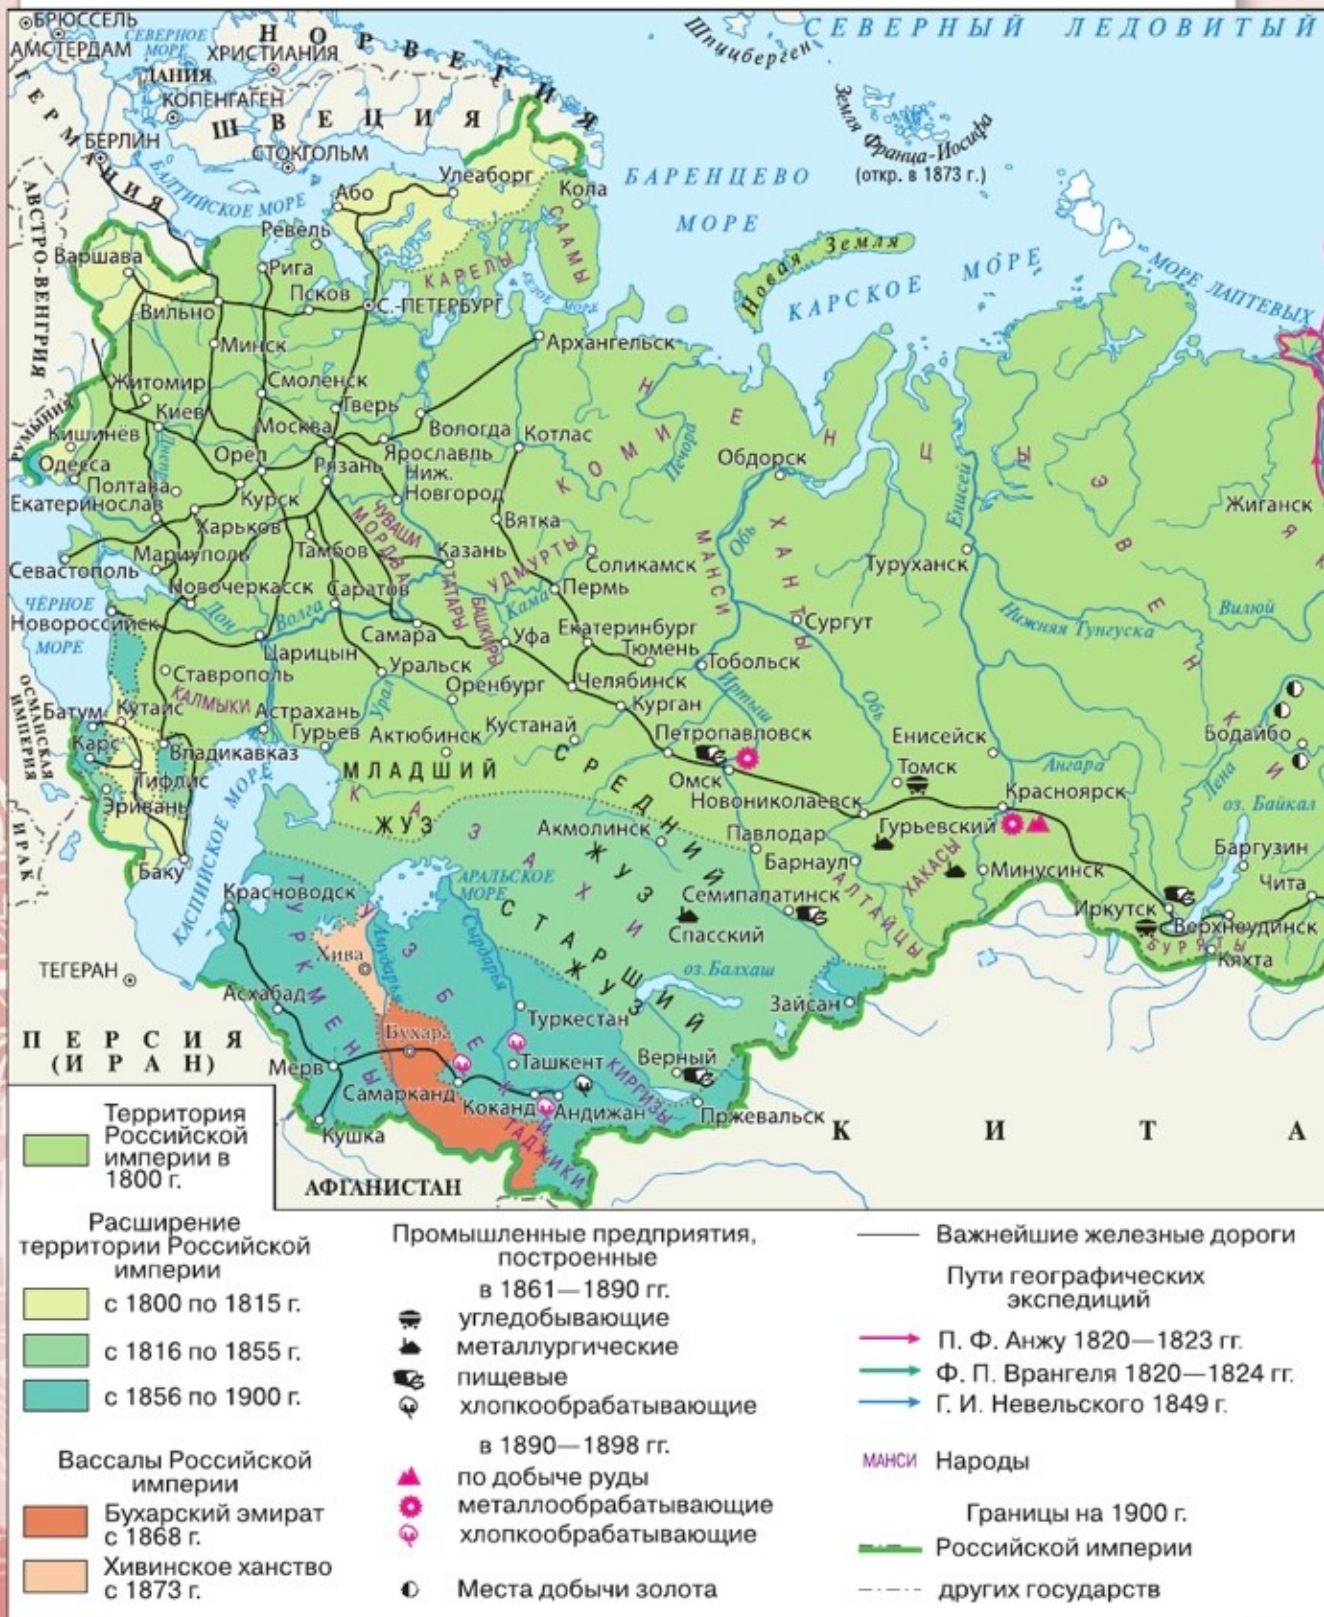 БРЮССЕЛЬ
АМСТЕРДАМ
СЕВЕРНОЕ
МОРЕ
НОРВЕГИЯ
ХРИСТИАНИЯ
ДАНИЯ
КОПЕНГАГЕН
ШВЕЦИЯ
ГЕРМАНИЯ
БЕРЛИН
СТОКГОЛЬМ
БАЛТИЙСКОЕ МОРЕ
Шпицберген
СЕВЕРНЫЙ ЛЕДОВИТЫЙ
Земля Франца-Иосифа
(откр. в 1873 г.)
БАРЕНЦЕВО
МОРЕ
Новая Земля
КАРСКОЕ МОРЕ
МОРЕ ЛАПТЕВЫХ
АВСТРО-ВЕНГРИЯ
Або
Улеаборг
Кола
СААМЫ
Ревель
Варшава
Рига
КАРЕЛЫ
БЕЛОЕ МОРЕ
Псков
С.-ПЕТЕРБУРГ
Вильно
Минск
Архангельск
Житомир
Смоленск
РУМЫНИЯ
Киев
Тверь
Москва
Вологда
Котлас
КОМИ
НЕНЦЫ
Печора
Кишинёв
Орёл
Ярославль
Обдорск
Одесса
Рязань
Ниж.
Новгород
Енисей
Полтава
Курск
Екатеринослав
Харьков
ЧУВАШИ
МОРДВА
Вятка
Жиганск
ЭВЕНКИ
Мариуполь
Тамбов
Казань
УДМУРТЫ
Соликамск
МАНСИ
Обь
ХАНТЫ
Туруханск
Севастополь
Новочеркасск
Саратов
ТАТАРЫ
БАШКИРЫ
Кама
Пермь
ЧЁРНОЕ
МОРЕ
Новороссийск
Дон
Волга
Самара
Уфа
Екатеринбург
Тюмень
Сургут
Нижняя Тунгуска
Вилюй
Царицын
Уральск
Челябинск
Тобольск
Ставрополь
Оренбург
Иртыш
КАЛМЫКИ
Урал
Курган
Обь
ОСМАНСКАЯ
ИМПЕРИЯ
Батум
Кутаис
Астрахань
Гурьев
Актюбинск
Кустанай
Петропавловск
Енисейск
Бодайбо
Карс
Владикавказ
Тифлис
МЛАДШИЙ
ЖУЗ
СРЕДНИЙ
ЖУЗ
Омск
Томск
Ангара
Лена
Эривань
КАЗАХИ
Новониколаевск
Красноярск
оз. Байкал
ИРАК
Акмолинск
Павлодар
Гурьевский
Баку
КАСПИЙСКОЕ МОРЕ
АРАЛЬСКОЕ
МОРЕ
Барнаул
ХАКАСЫ
Минусинск
Баргузин
Красноводск
Семипалатинск
АЛТАЙЦЫ
Чита
ТУРКМЕНЫ
УЗБЕКИ
СТАРШИЙ
ЖУЗ
Спасский
Иркутск
Верхнеудинск
БУРЯТЫ
Кяхта
ТЕГЕРАН
Хива
Амударья
Сырдарья
оз. Балхаш
Зайсан
Асхабад
Туркестан
ПЕРСИЯ
(ИРАН)
Бухара
Мерв
Ташкент
Верный
КИРГИЗЫ
Самарканд
Коканд
Андижан
Пржевальск
Кушка
ТАДЖИКИ
АФГАНИСТАН
КИТА
Территория
Российской
империи в
1800 г.
Расширение
территории Российской
империи
с 1800 по 1815 г.
с 1816 по 1855 г.
с 1856 по 1900 г.
Вассалы Российской
империи
Бухарский эмират
с 1868 г.
Хивинское ханство
с 1873 г.
Промышленные предприятия,
построенные
в 1861—1890 гг.
угледобывающие
металлургические
пищевые
хлопкообрабатывающие
в 1890—1898 гг.
по добыче руды
металлообрабатывающие
хлопкообрабатывающие
Места добычи золота
Важнейшие железные дороги
Пути географических
экспедиций
П. Ф. Анжу 1820—1823 гг.
Ф. П. Врангеля 1820—1824 гг.
Г. И. Невельского 1849 г.
МАНСИ Народы
Границы на 1900 г.
Российской империи
других государств